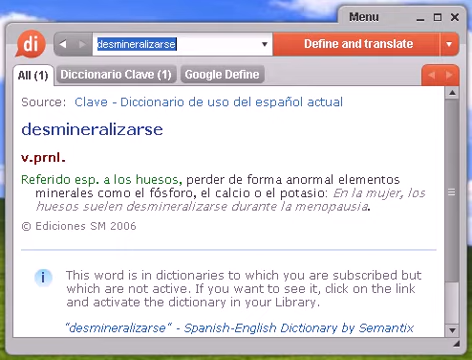 Menu
di
desmineralizarse
Define and translate
All (1)
Diccionario Clave (1)
Google Define
Source: Clave - Diccionario de uso del español actual
desmineralizarse
v.prnl.
Referido esp. a los huesos, perder de forma anormal elementos
minerales como el fósforo, el calcio o el potasio: En la mujer, los
huesos suelen desmineralizarse durante la menopausia.
© Ediciones SM 2006
i
This word is in dictionaries to which you are subscribed but
which are not active. If you want to see it, click on the link
and activate the dictionary in your Library.
"desmineralizarse" - Spanish-English Dictionary by Semantix